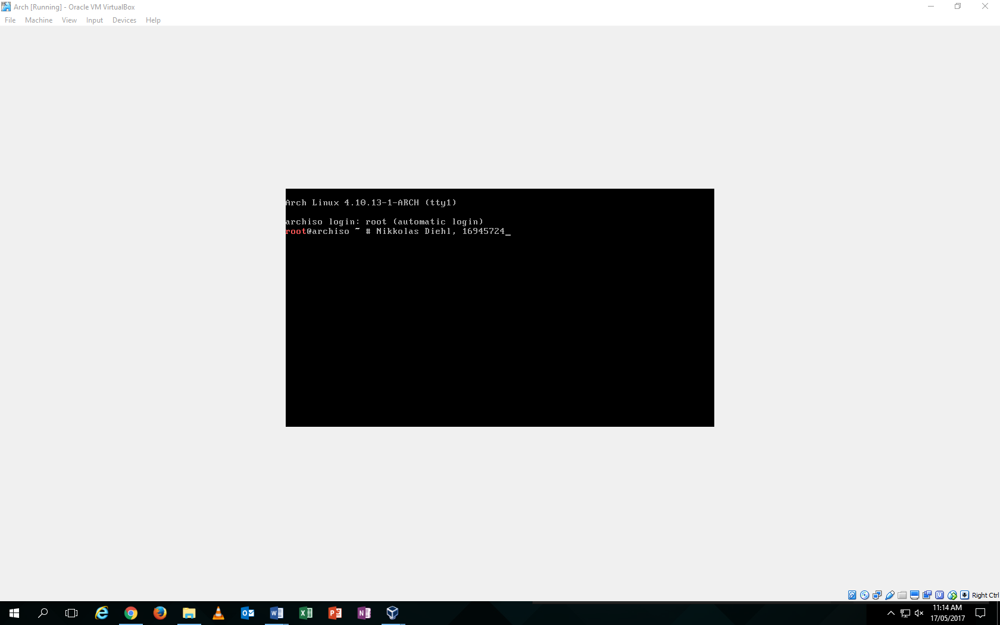 Arch [Running] - Oracle VM VirtualBox
File Machine View Input Devices Help
Arch Linux 4.10.13-1-ARCH (tty1)
archiso login: root (automatic login)
root@archiso ~ # Nikkolas Diehl, 16945724_
Right Ctrl
11:14 AM
17/05/2017